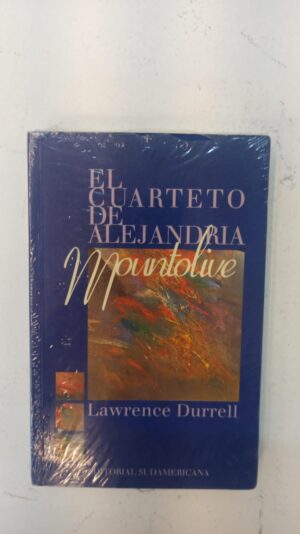 EL
CUARTETO
DE
ALEJANDRIA
Mountolive
Lawrence Durrell
EDITORIAL SUDAMERICANA